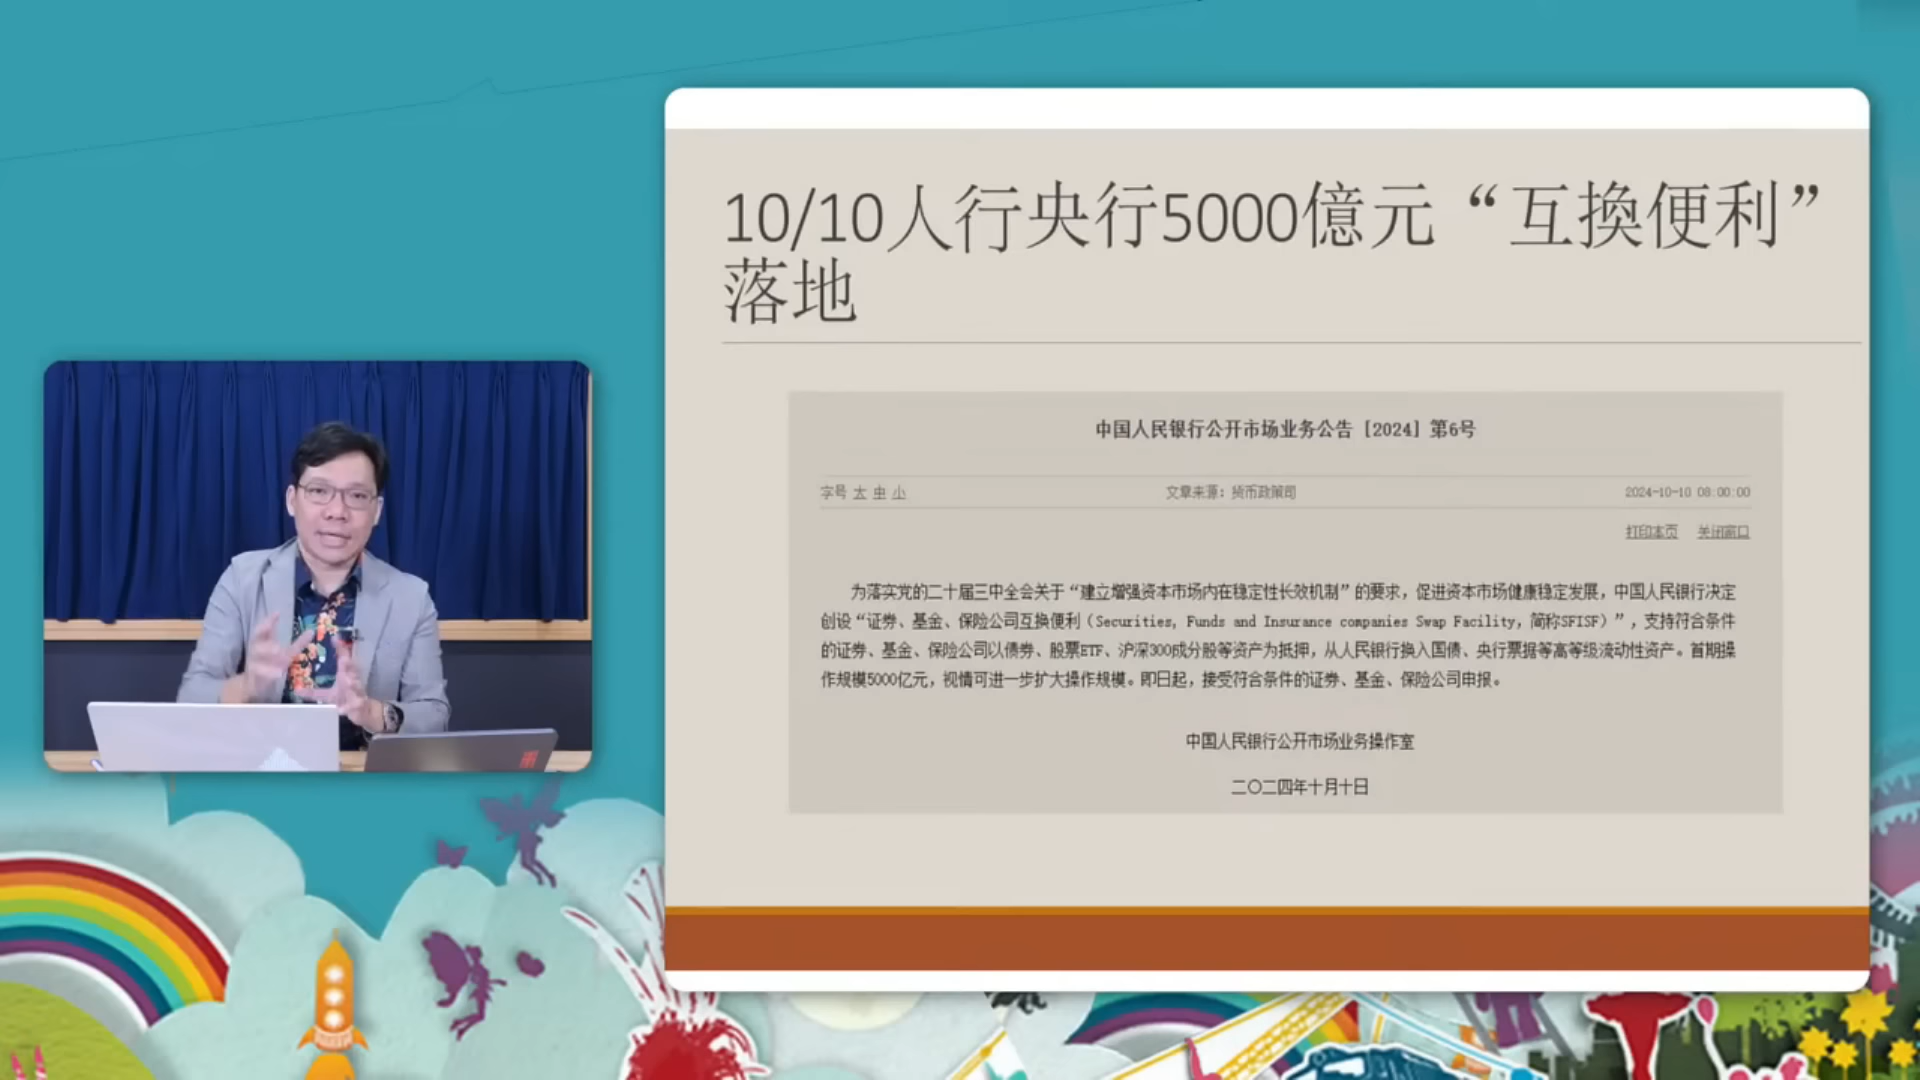 10/10人行央行5000億元“互換便利”
落地
中国人民银行公开市场业务公告［2024］第6号
字号 大 中 小
文章来源：货币政策司
2024-10-10 08:00:00
打印本页 关闭窗口
为落实党的二十届三中全会关于“建立增强资本市场内在稳定性长效机制”的要求，促进资本市场健康稳定发展，中国人民银行决定
创设“证券、基金、保险公司互换便利（Securities, Funds and Insurance companies Swap Facility，简称SFISF）”，支持符合条件
的证券、基金、保险公司以债券、股票ETF、沪深300成分股等资产为抵押，从人民银行换入国债、央行票据等高等级流动性资产。首期操
作规模5000亿元，视情可进一步扩大操作规模。即日起，接受符合条件的证券、基金、保险公司申报。
中国人民银行公开市场业务操作室
二〇二四年十月十日